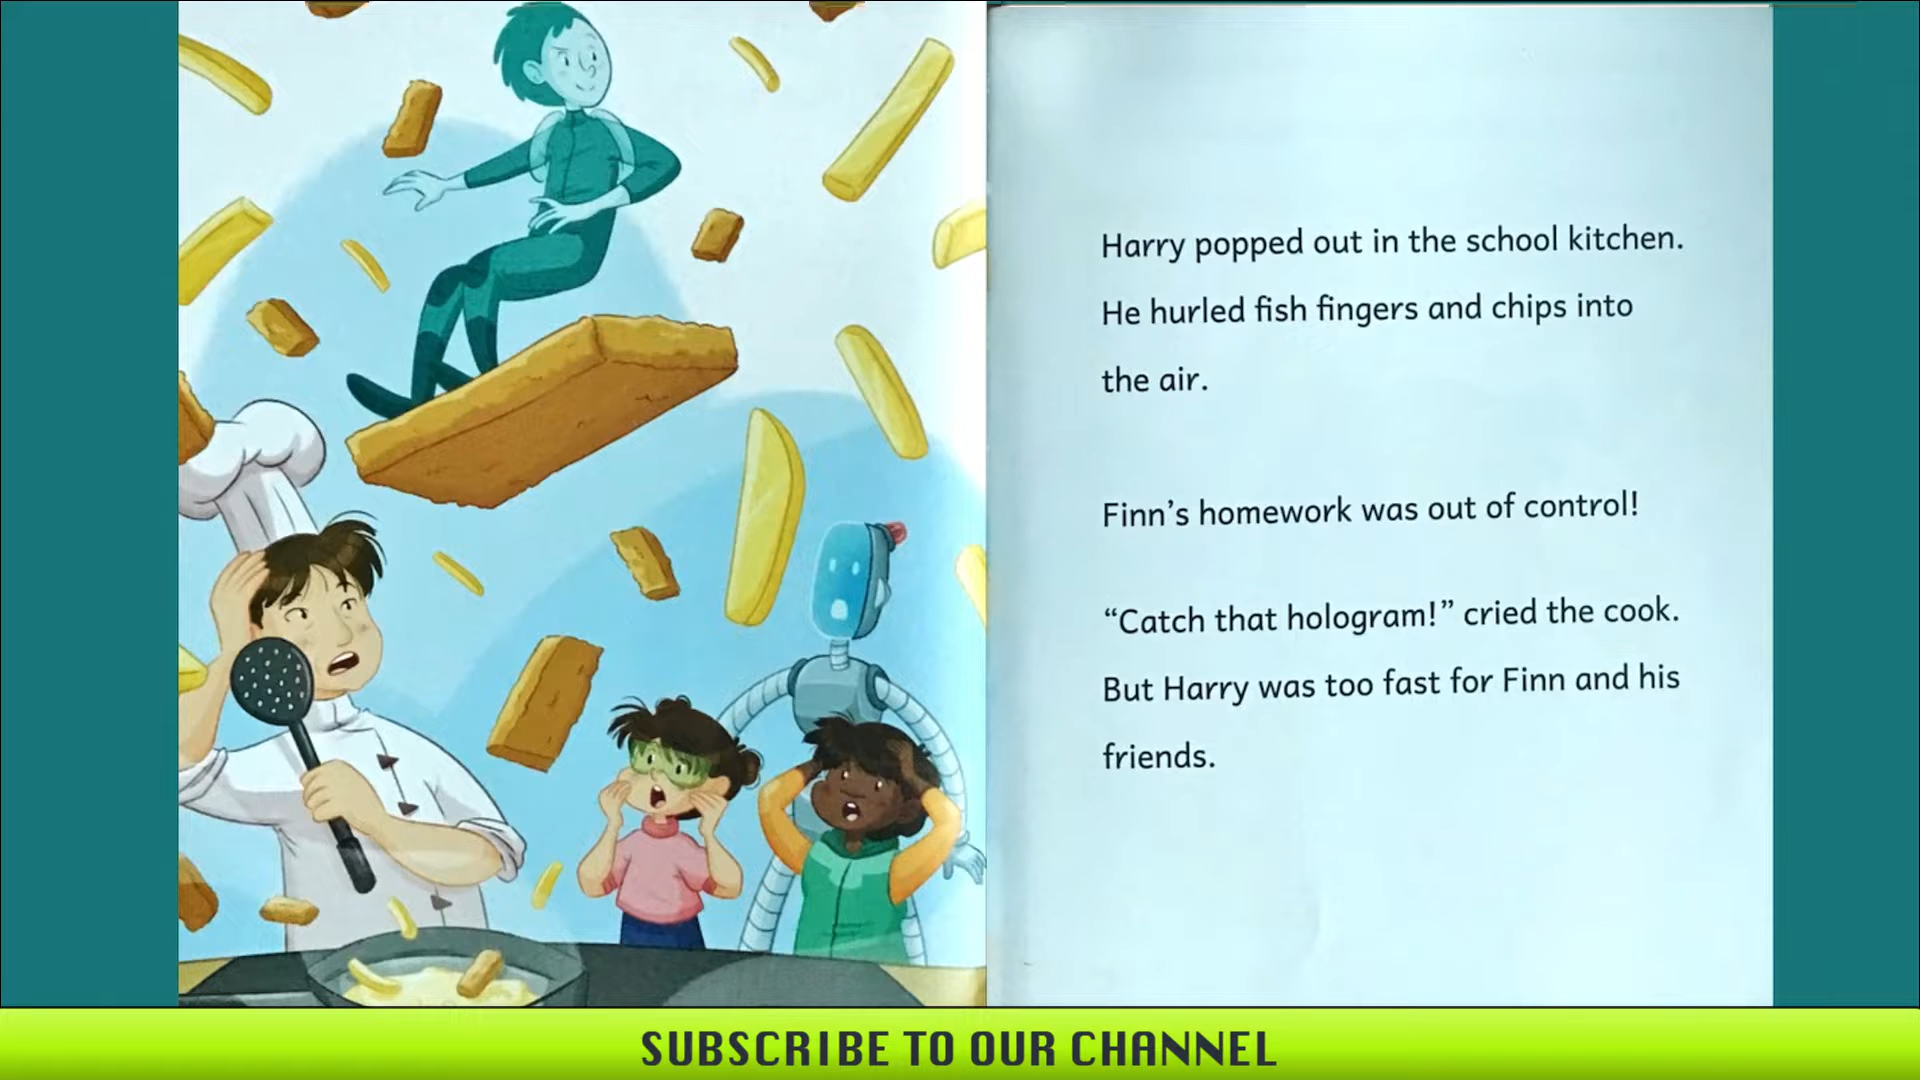 Harry popped out in the school kitchen.
He hurled fish fingers and chips into
the air.
Finn’s homework was out of control!
“Catch that hologram!” cried the cook.
But Harry was too fast for Finn and his
friends.
SUBSCRIBE TO OUR CHANNEL